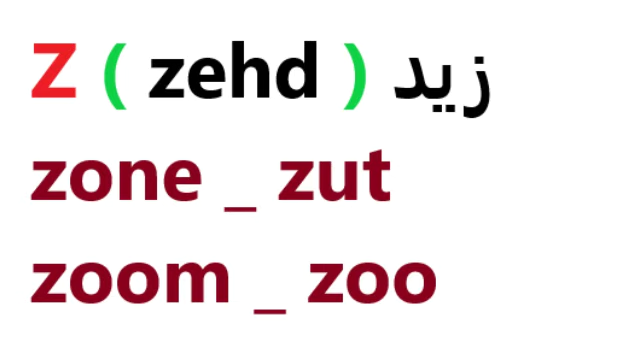 Z ( zehd ) زيد
zone _ zut
zoom _ zoo